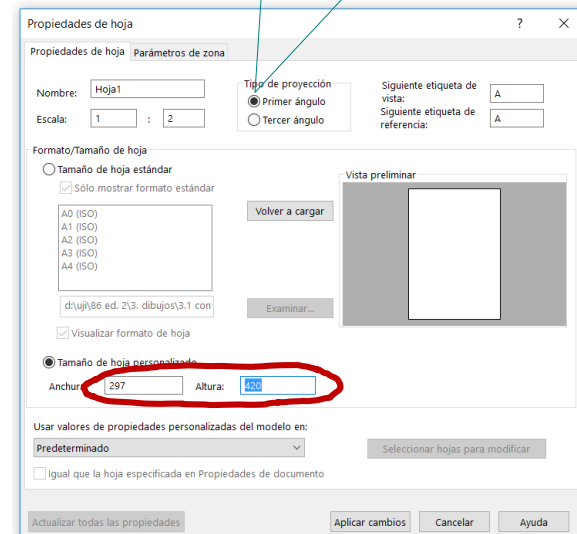 Propiedades de hoja
? ×
Propiedades de hoja Parámetros de zona
Nombre: Hoja1
Escala: 1 : 2
Tipo de proyección
Primer ángulo
Tercer ángulo
Siguiente etiqueta de vista: A
Siguiente etiqueta de referencia: A
Formato/Tamaño de hoja
Tamaño de hoja estándar
Sólo mostrar formato estándar
A0 (ISO)
A1 (ISO)
A2 (ISO)
A3 (ISO)
A4 (ISO)
Volver a cargar
d:\uji\86 ed. 2\3. dibujos\3.1 con
Examinar...
Visualizar formato de hoja
Vista preliminar
Tamaño de hoja personalizado
Anchura: 297 Altura: 420
Usar valores de propiedades personalizadas del modelo en:
Predeterminado
Seleccionar hojas para modificar
Igual que la hoja especificada en Propiedades de documento
Actualizar todas las propiedades Aplicar cambios Cancelar Ayuda